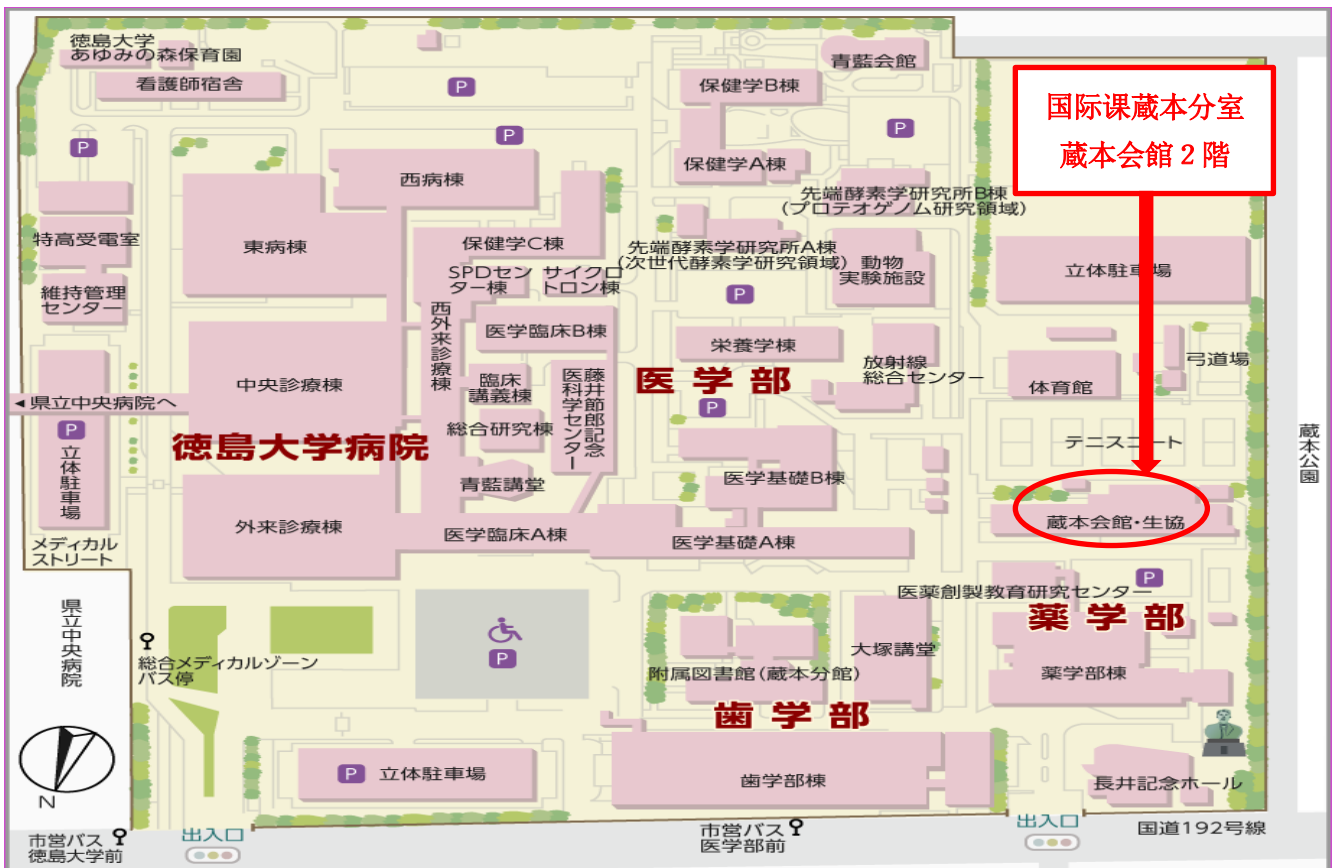 徳島大学
あゆみの森保育園
看護師宿舎
P
P
P
西病棟
東病棟
特高受電室
維持管理
センター
保健学C棟
SPDセン
ター棟
サイクロ
トロン棟
西外来診療棟
医学臨床B棟
中央診療棟
臨床
講義棟
藤井節郎記念
医科学センター
総合研究棟
◀県立中央病院へ
徳島大学病院
P
立体駐車場
青藍講堂
外来診療棟
医学臨床A棟
メディカル
ストリート
県立中央病院
総合メディカルゾーン
バス停
P
N
P
立体駐車場
市営バス
徳島大学前
出入口
青藍会館
保健学B棟
P
保健学A棟
先端酵素学研究所B棟
(プロテオゲノム研究領域)
先端酵素学研究所A棟
(次世代酵素学研究領域)
動物
実験施設
P
栄養学棟
放射線
総合センター
医学部
P
医学基礎B棟
医学基礎A棟
国际课蔵本分室
蔵本会館2階
立体駐車場
弓道場
体育館
テニスコート
蔵本公園
蔵本会館・生協
医薬創製教育研究センター
P
薬学部
大塚講堂
附属図書館(蔵本分館)
薬学部棟
歯学部
歯学部棟
長井記念ホール
市営バス
医学部前
出入口
国道192号線